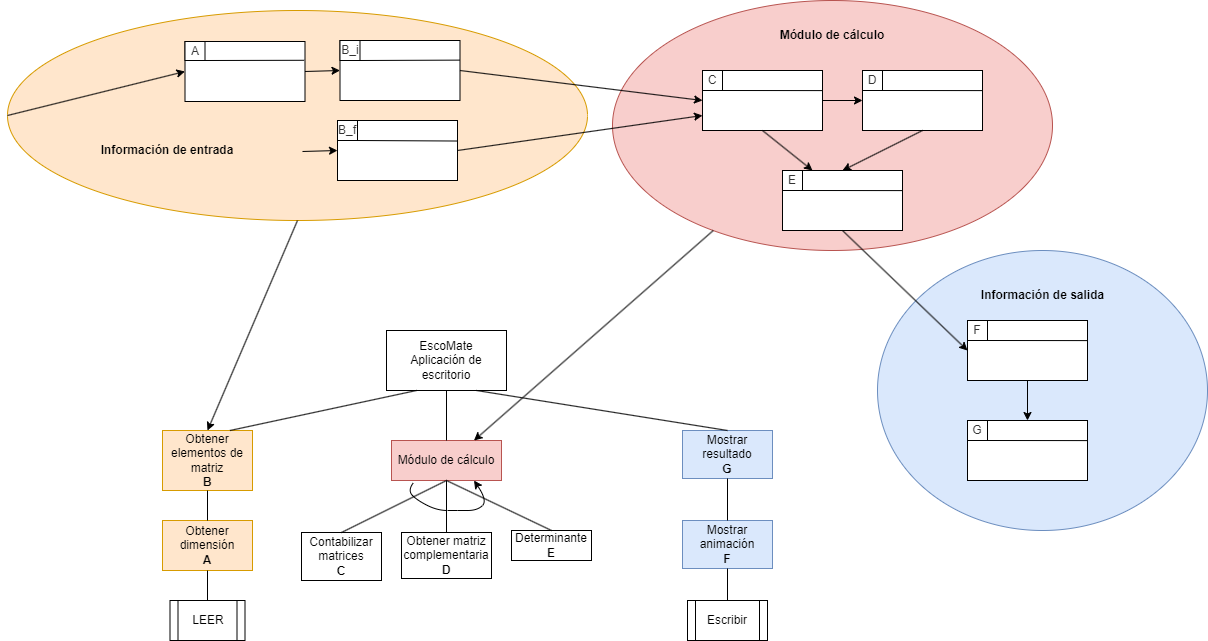 Módulo de cálculo
A
B_i
C
D
B_f
Información de entrada
E
Información de salida
F
G
EscoMate
Aplicación de
escritorio
Obtener
elementos de
matriz
B
Módulo de cálculo
Mostrar
resultado
G
Obtener
dimensión
A
Contabilizar
matrices
C
Obtener matriz
complementaria
D
Determinante
E
Mostrar
animación
F
LEER
Escribir